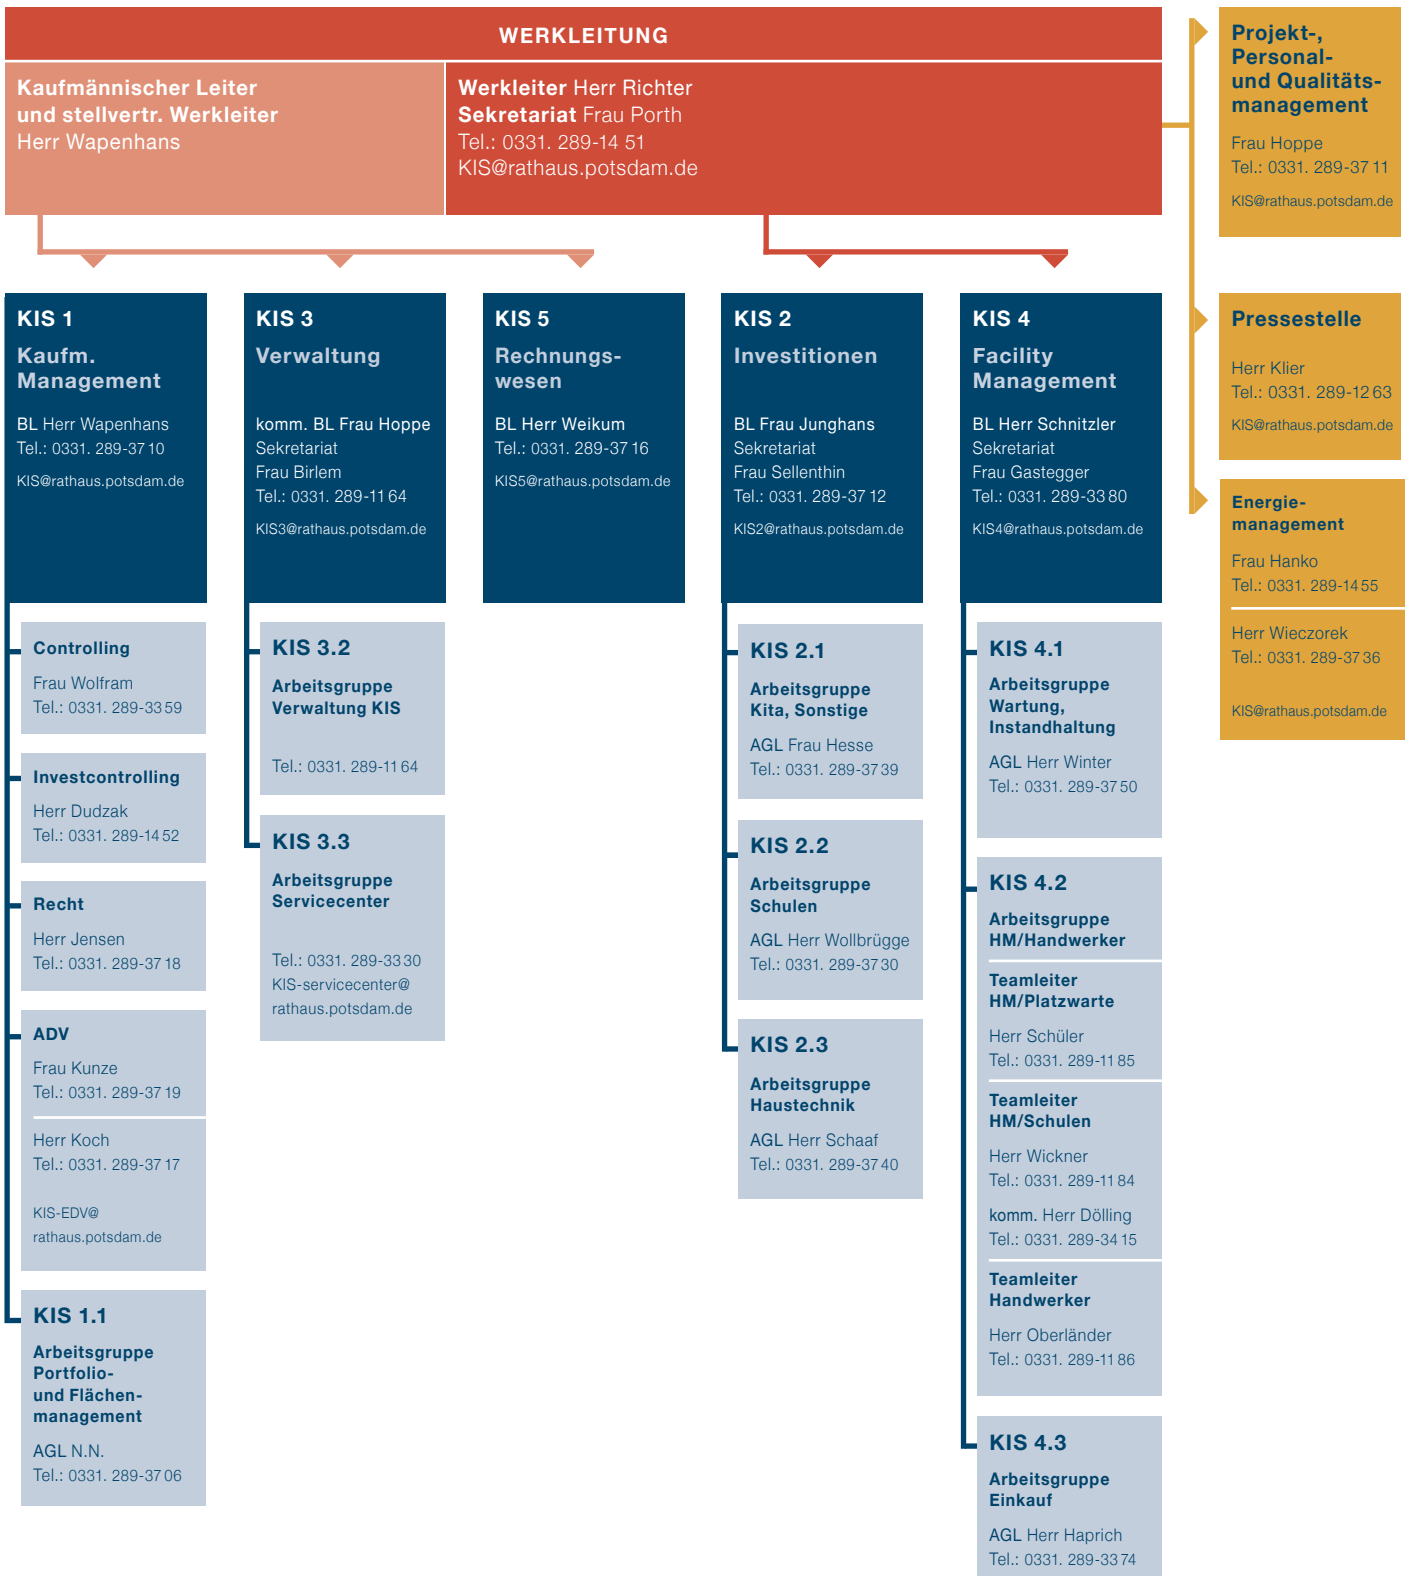 WERKLEITUNG
Kaufmännischer Leiter
und stellvertr. Werkleiter
Herr Wapenhans
Werkleiter Herr Richter
Sekretariat Frau Porth
Tel.: 0331. 289-14 51
KIS@rathaus.potsdam.de
Projekt-,
Personal-
und Qualitäts-
management
Frau Hoppe
Tel.: 0331. 289-37 11
KIS@rathaus.potsdam.de
Pressestelle
Herr Klier
Tel.: 0331. 289-12 63
KIS@rathaus.potsdam.de
Energie-
management
Frau Hanko
Tel.: 0331. 289-14 55
Herr Wieczorek
Tel.: 0331. 289-37 36
KIS@rathaus.potsdam.de
KIS 1
Kaufm.
Management
BL Herr Wapenhans
Tel.: 0331. 289-37 10
KIS@rathaus.potsdam.de
Controlling
Frau Wolfram
Tel.: 0331. 289-33 59
Investcontrolling
Herr Dudzak
Tel.: 0331. 289-14 52
Recht
Herr Jensen
Tel.: 0331. 289-37 18
ADV
Frau Kunze
Tel.: 0331. 289-37 19
Herr Koch
Tel.: 0331. 289-37 17
KIS-EDV@
rathaus.potsdam.de
KIS 1.1
Arbeitsgruppe
Portfolio-
und Flächen-
management
AGL N.N.
Tel.: 0331. 289-37 06
KIS 3
Verwaltung
komm. BL Frau Hoppe
Sekretariat
Frau Birlem
Tel.: 0331. 289-11 64
KIS3@rathaus.potsdam.de
KIS 3.2
Arbeitsgruppe
Verwaltung KIS
Tel.: 0331. 289-11 64
KIS 3.3
Arbeitsgruppe
Servicecenter
Tel.: 0331. 289-33 30
KIS-servicecenter@
rathaus.potsdam.de
KIS 5
Rechnungs-
wesen
BL Herr Weikum
Tel.: 0331. 289-37 16
KIS5@rathaus.potsdam.de
KIS 2
Investitionen
BL Frau Junghans
Sekretariat
Frau Sellenthin
Tel.: 0331. 289-37 12
KIS2@rathaus.potsdam.de
KIS 2.1
Arbeitsgruppe
Kita, Sonstige
AGL Frau Hesse
Tel.: 0331. 289-37 39
KIS 2.2
Arbeitsgruppe
Schulen
AGL Herr Wollbrügge
Tel.: 0331. 289-37 30
KIS 2.3
Arbeitsgruppe
Haustechnik
AGL Herr Schaaf
Tel.: 0331. 289-37 40
KIS 4
Facility
Management
BL Herr Schnitzler
Sekretariat
Frau Gastegger
Tel.: 0331. 289-33 80
KIS4@rathaus.potsdam.de
KIS 4.1
Arbeitsgruppe
Wartung,
Instandhaltung
AGL Herr Winter
Tel.: 0331. 289-37 50
KIS 4.2
Arbeitsgruppe
HM/Handwerker
Teamleiter
HM/Platzwarte
Herr Schüler
Tel.: 0331. 289-11 85
Teamleiter
HM/Schulen
Herr Wickner
Tel.: 0331. 289-11 84
komm. Herr Dölling
Tel.: 0331. 289-34 15
Teamleiter
Handwerker
Herr Oberländer
Tel.: 0331. 289-11 86
KIS 4.3
Arbeitsgruppe
Einkauf
AGL Herr Haprich
Tel.: 0331. 289-33 74